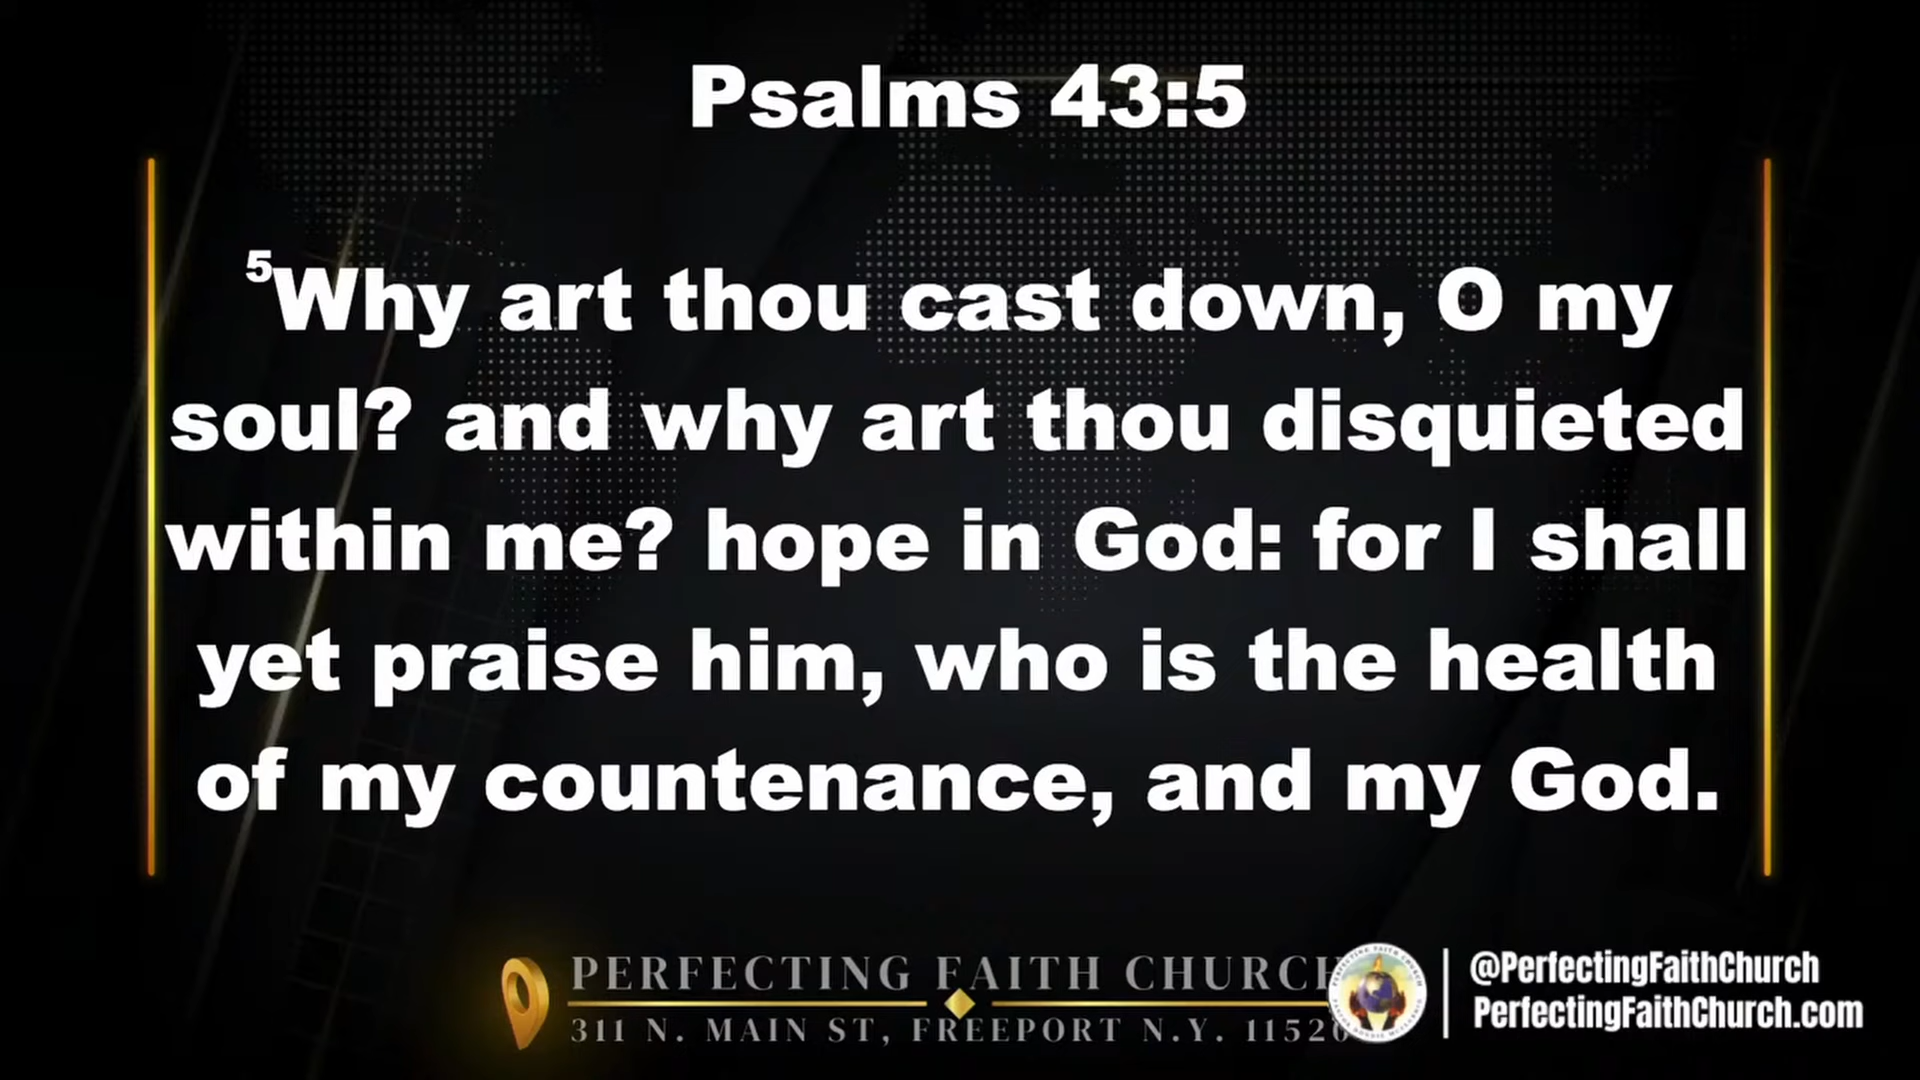 Psalms 43:5
5Why art thou cast down, O my
soul? and why art thou disquieted
within me? hope in God: for I shall
yet praise him, who is the health
of my countenance, and my God.
PERFECTING FAITH CHURCH
311 N. MAIN ST, FREEPORT N.Y. 11520
@PerfectingFaithChurch
PerfectingFaithChurch.com